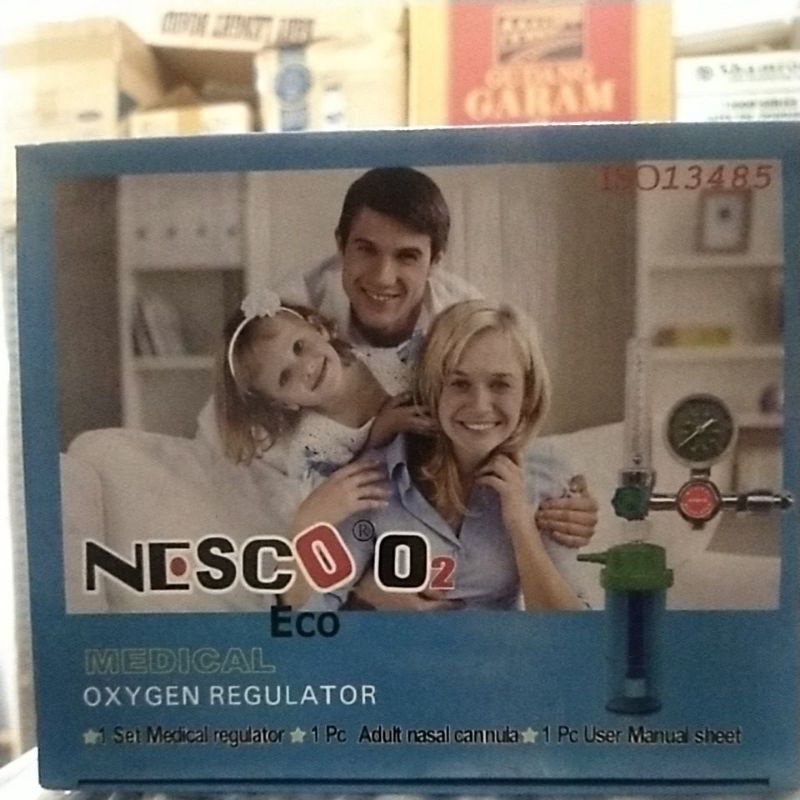 GUDANG
GARAM
ISO13485
NESCO® O2
Eco
MEDICAL
OXYGEN REGULATOR
1 Set Medical regulator 1 Pc Adult nasal cannula 1 Pc User Manual sheet